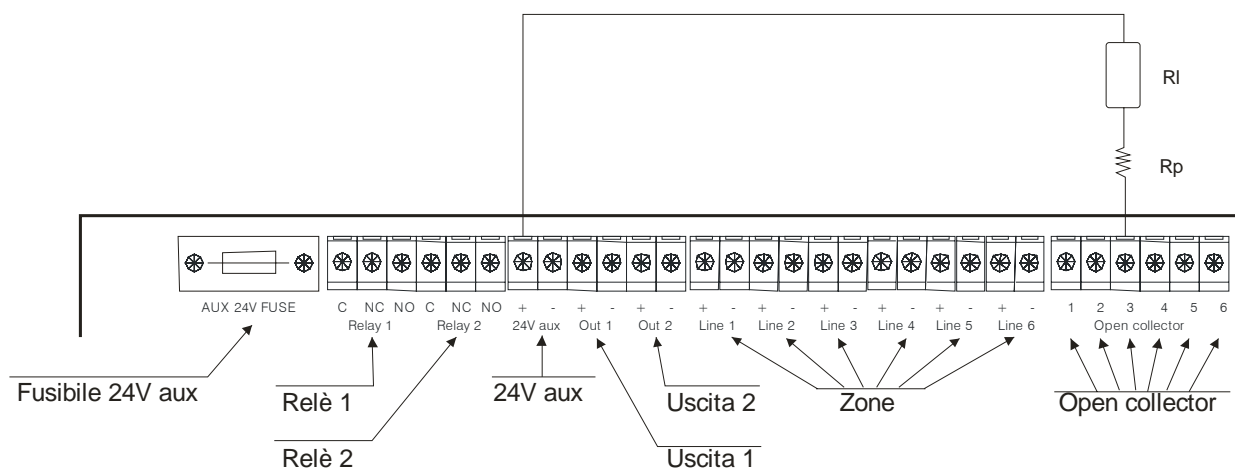 Rl
Rp
AUX 24V FUSE
C NC NO C NC NO + - + - + - + - + - + - + - + - + - 1 2 3 4 5 6
Relay 1 Relay 2 24V aux Out 1 Out 2 Line 1 Line 2 Line 3 Line 4 Line 5 Line 6 Open collector
Fusibile 24V aux
Relè 1
24V aux
Uscita 2
Zone
Open collector
Relè 2
Uscita 1